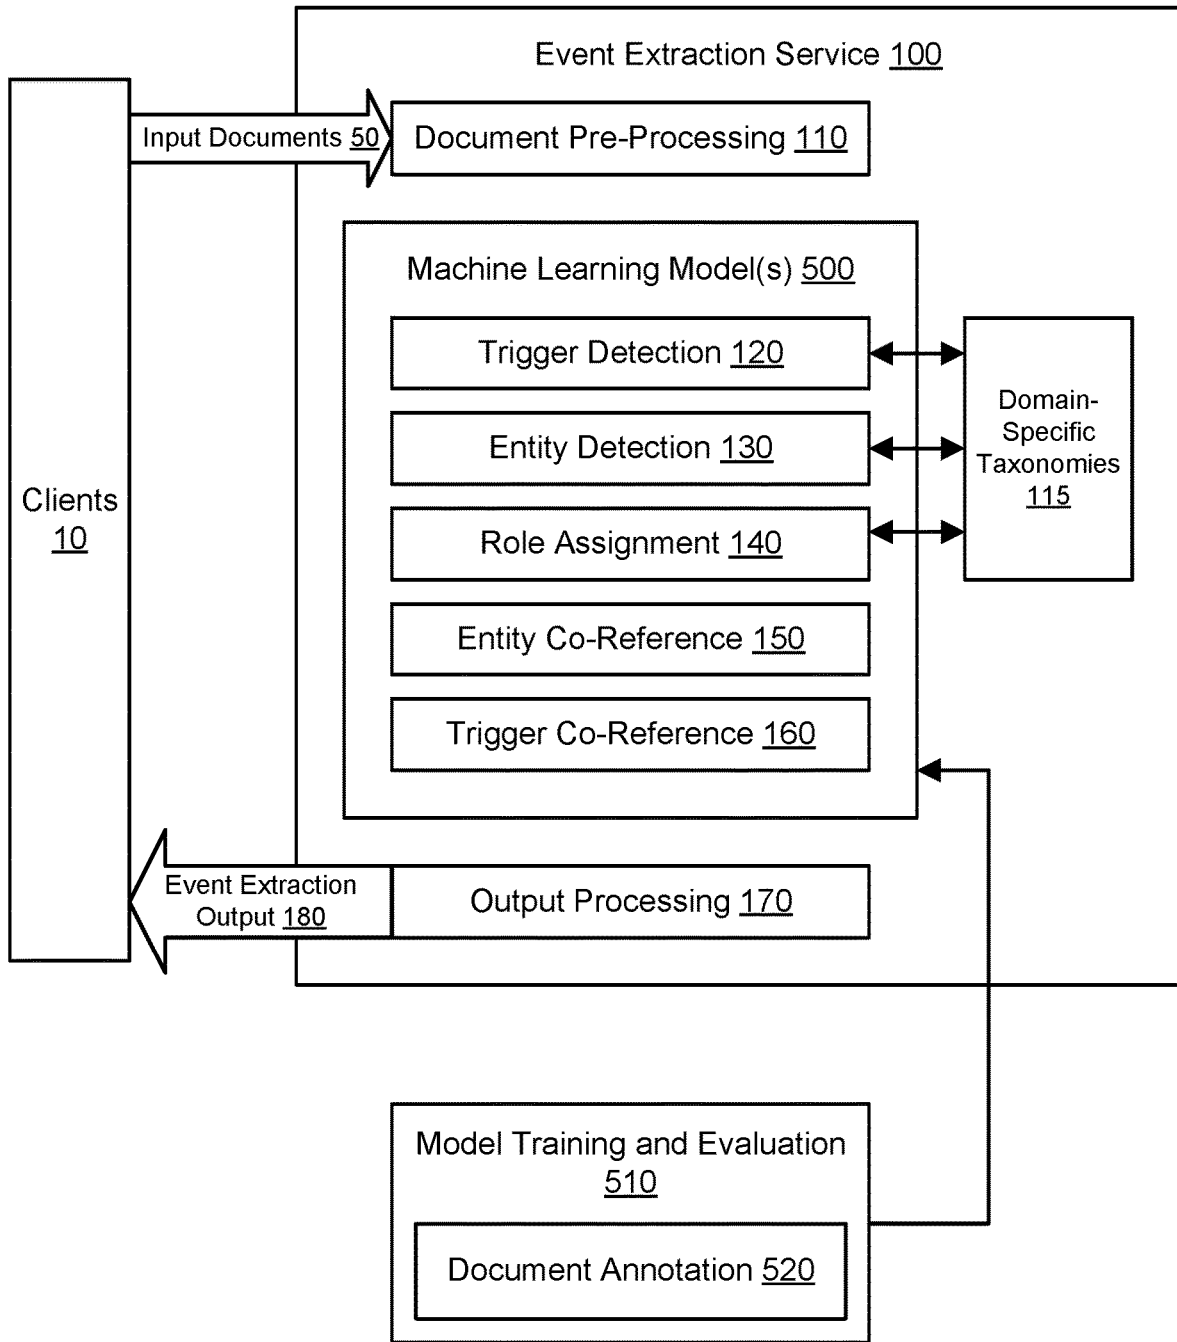 Event Extraction Service 100
Input Documents 50
Document Pre-Processing 110
Machine Learning Model(s) 500
Trigger Detection 120
Entity Detection 130
Role Assignment 140
Entity Co-Reference 150
Trigger Co-Reference 160
Domain-
Specific
Taxonomies
115
Clients
10
Event Extraction
Output 180
Output Processing 170
Model Training and Evaluation
510
Document Annotation 520